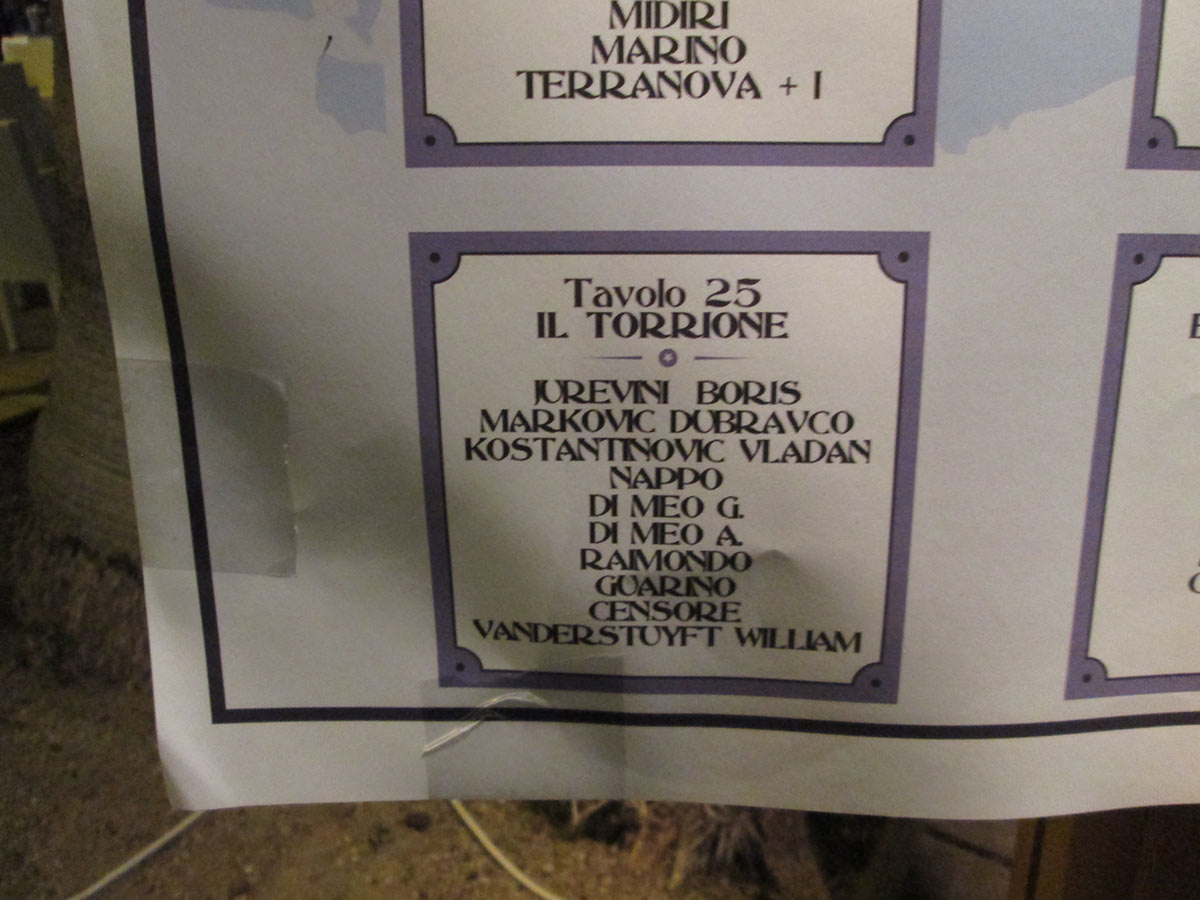 MIDIRI
MARINO
TERRANOVA + 1
Tavolo 25
IL TORRIONE
JUREVINI BORIS
MARKOVIC DUBRAVCO
KOSTANTINOVIC VLADAN
NAPPO
DI MEO G.
DI MEO A.
RAIMONDO
GUARINO
CENSORE
VANDERSTUYFT WILLIAM